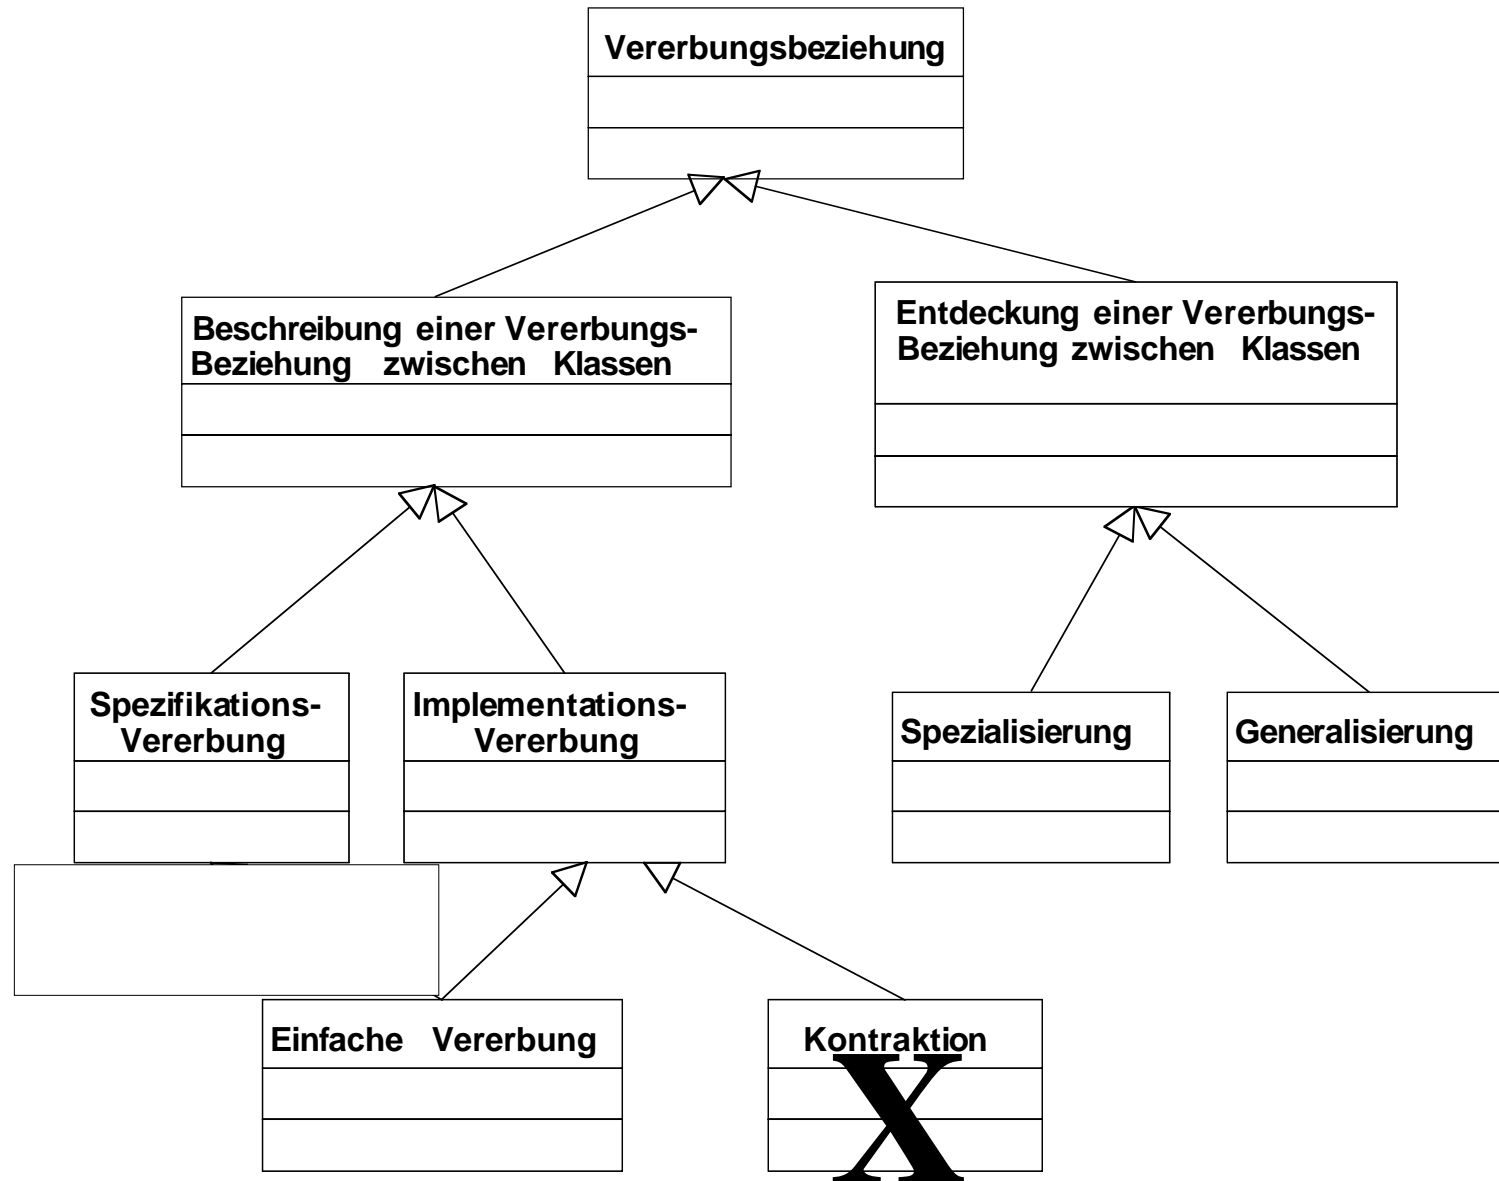 Vererbungsbeziehung
Beschreibung einer Vererbungs-
Beziehung zwischen Klassen
Entdeckung einer Vererbungs-
Beziehung zwischen Klassen
Spezifikations-
Vererbung
Implementations-
Vererbung
Spezialisierung
Generalisierung
Einfache Vererbung
Kontraktion
X